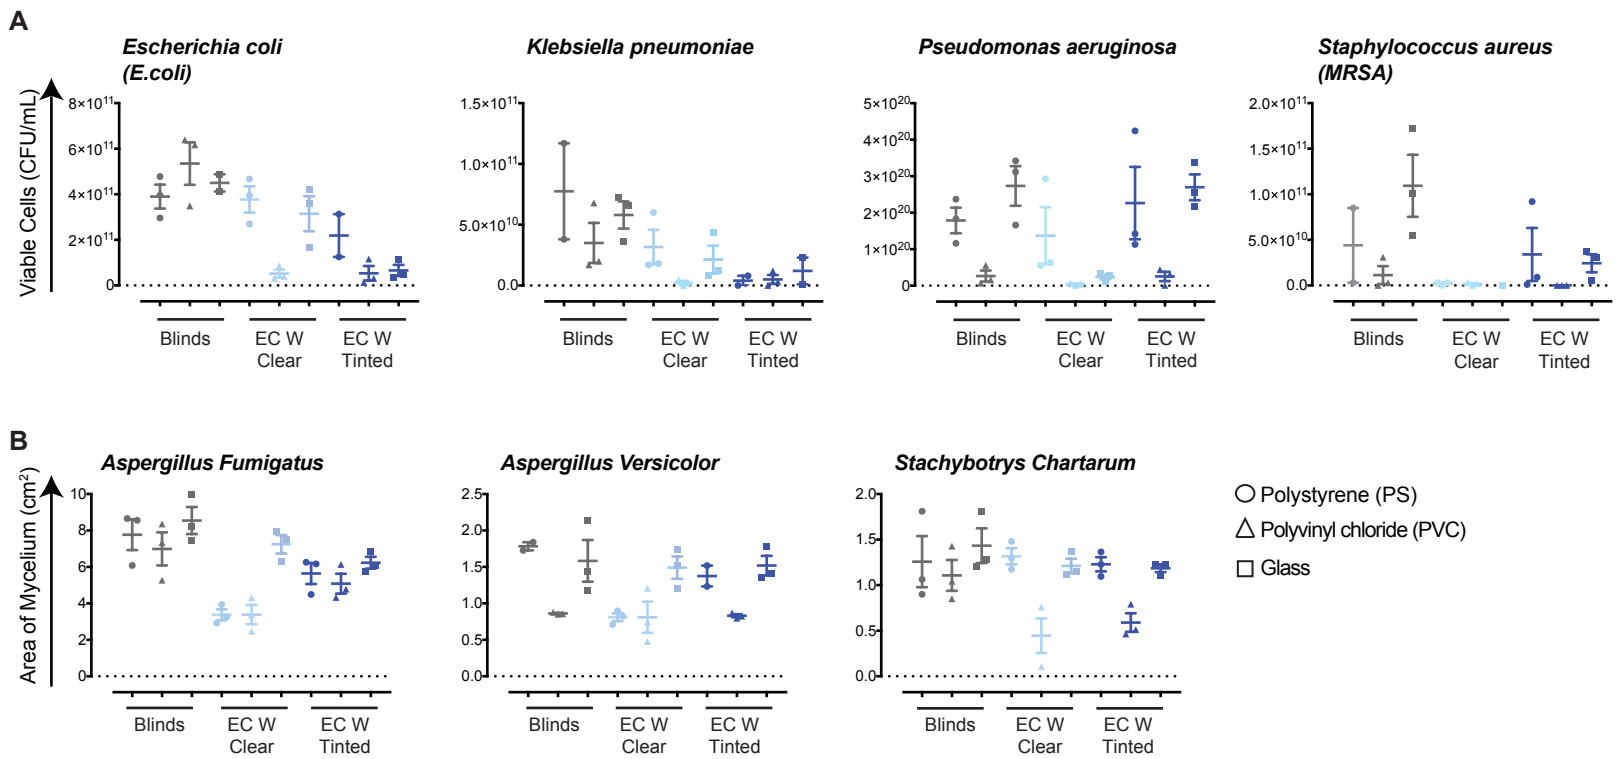 A
Escherichia coli
(E.coli)
Klebsiella pneumoniae
Pseudomonas aeruginosa
Staphylococcus aureus
(MRSA)
Viable Cells (CFU/mL)
8×10¹¹
6×10¹¹
4×10¹¹
2×10¹¹
0
Blinds
EC W
Clear
EC W
Tinted
1.5×10¹¹
1.0×10¹¹
5.0×10¹⁰
0.0
Blinds
EC W
Clear
EC W
Tinted
5×10²⁰
4×10²⁰
3×10²⁰
2×10²⁰
1×10²⁰
0
Blinds
EC W
Clear
EC W
Tinted
2.0×10¹¹
1.5×10¹¹
1.0×10¹¹
5.0×10¹⁰
0.0
Blinds
EC W
Clear
EC W
Tinted
B
Aspergillus Fumigatus
Aspergillus Versicolor
Stachybotrys Chartarum
Area of Mycelium (cm²)
10
8
6
4
2
0
Blinds
EC W
Clear
EC W
Tinted
2.5
2.0
1.5
1.0
0.5
0.0
Blinds
EC W
Clear
EC W
Tinted
2.0
1.5
1.0
0.5
0.0
Blinds
EC W
Clear
EC W
Tinted
Polystyrene (PS)
Polyvinyl chloride (PVC)
Glass